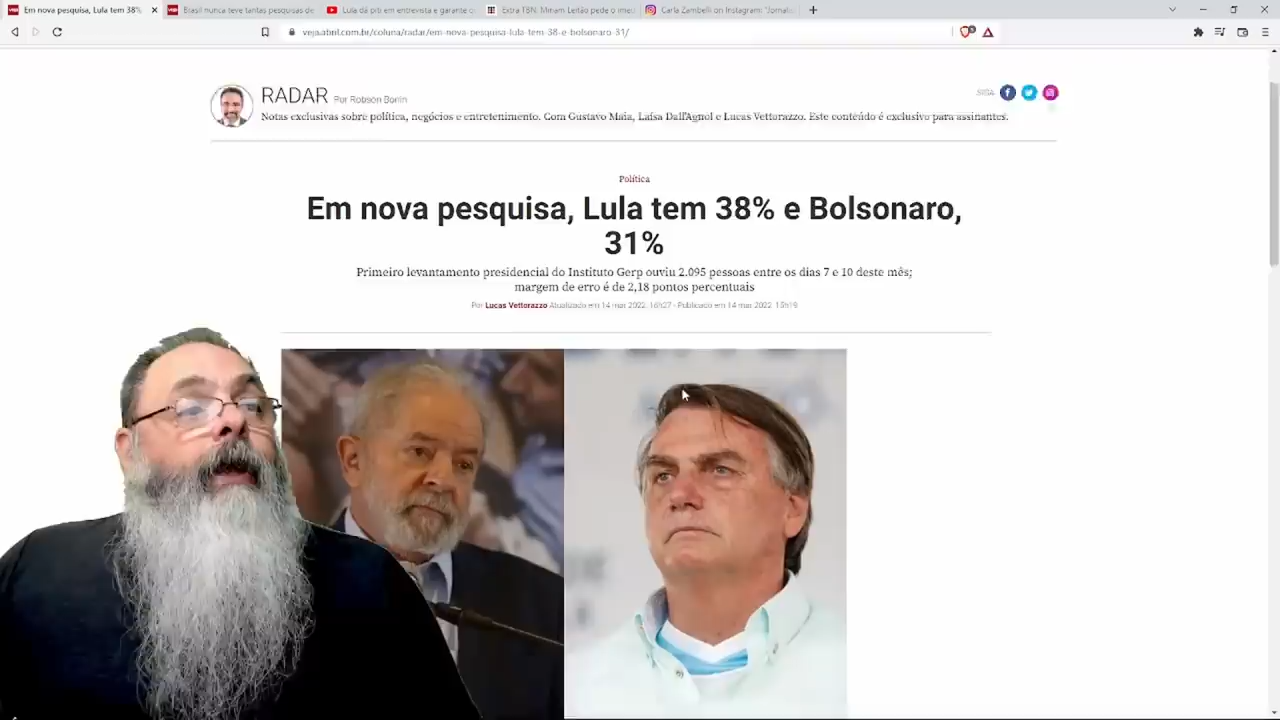 Em nova pesquisa, Lula tem 38%
Brasil nunca teve tantas pesquisas de
Lula dá piti em entrevista e garante
Extra TBN: Miriam Leitão pede o
Carla Zambelli on Instagram: "Jornali
veja.abril.com.br/coluna/radar/em-nova-pesquisa-lula-tem-38-e-bolsonaro-31/
RADAR Por Robson Bonin
SIGA
Notas exclusivas sobre política, negócios e entretenimento. Com Gustavo Maia, Laísa Dall'Agnol e Lucas Vettorazzo. Este conteúdo é exclusivo para assinantes.
Política
Em nova pesquisa, Lula tem 38% e Bolsonaro,
31%
Primeiro levantamento presidencial do Instituto Gerp ouviu 2.095 pessoas entre os dias 7 e 10 deste mês;
margem de erro é de 2,18 pontos percentuais
Por Lucas Vettorazzo Atualizado em 14 mar 2022, 16h27 - Publicado em 14 mar 2022, 15h19